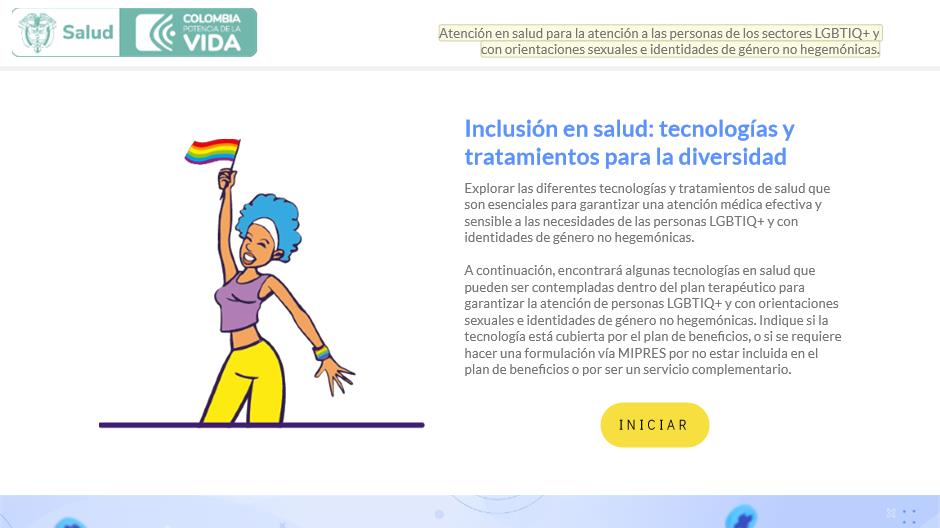 Salud
COLOMBIA
POTENCIA DE LA
VIDA
Atención en salud para la atención a las personas de los sectores LGBTIQ+ y
con orientaciones sexuales e identidades de género no hegemónicas.
Inclusión en salud: tecnologías y
tratamientos para la diversidad
Explorar las diferentes tecnologías y tratamientos de salud que
son esenciales para garantizar una atención médica efectiva y
sensible a las necesidades de las personas LGBTIQ+ y con
identidades de género no hegemónicas.
A continuación, encontrará algunas tecnologías en salud que
pueden ser contempladas dentro del plan terapéutico para
garantizar la atención de personas LGBTIQ+ y con orientaciones
sexuales e identidades de género no hegemónicas. Indique si la
tecnología está cubierta por el plan de beneficios, o si se requiere
hacer una formulación vía MIPRES por no estar incluida en el
plan de beneficios o por ser un servicio complementario.
INICIAR